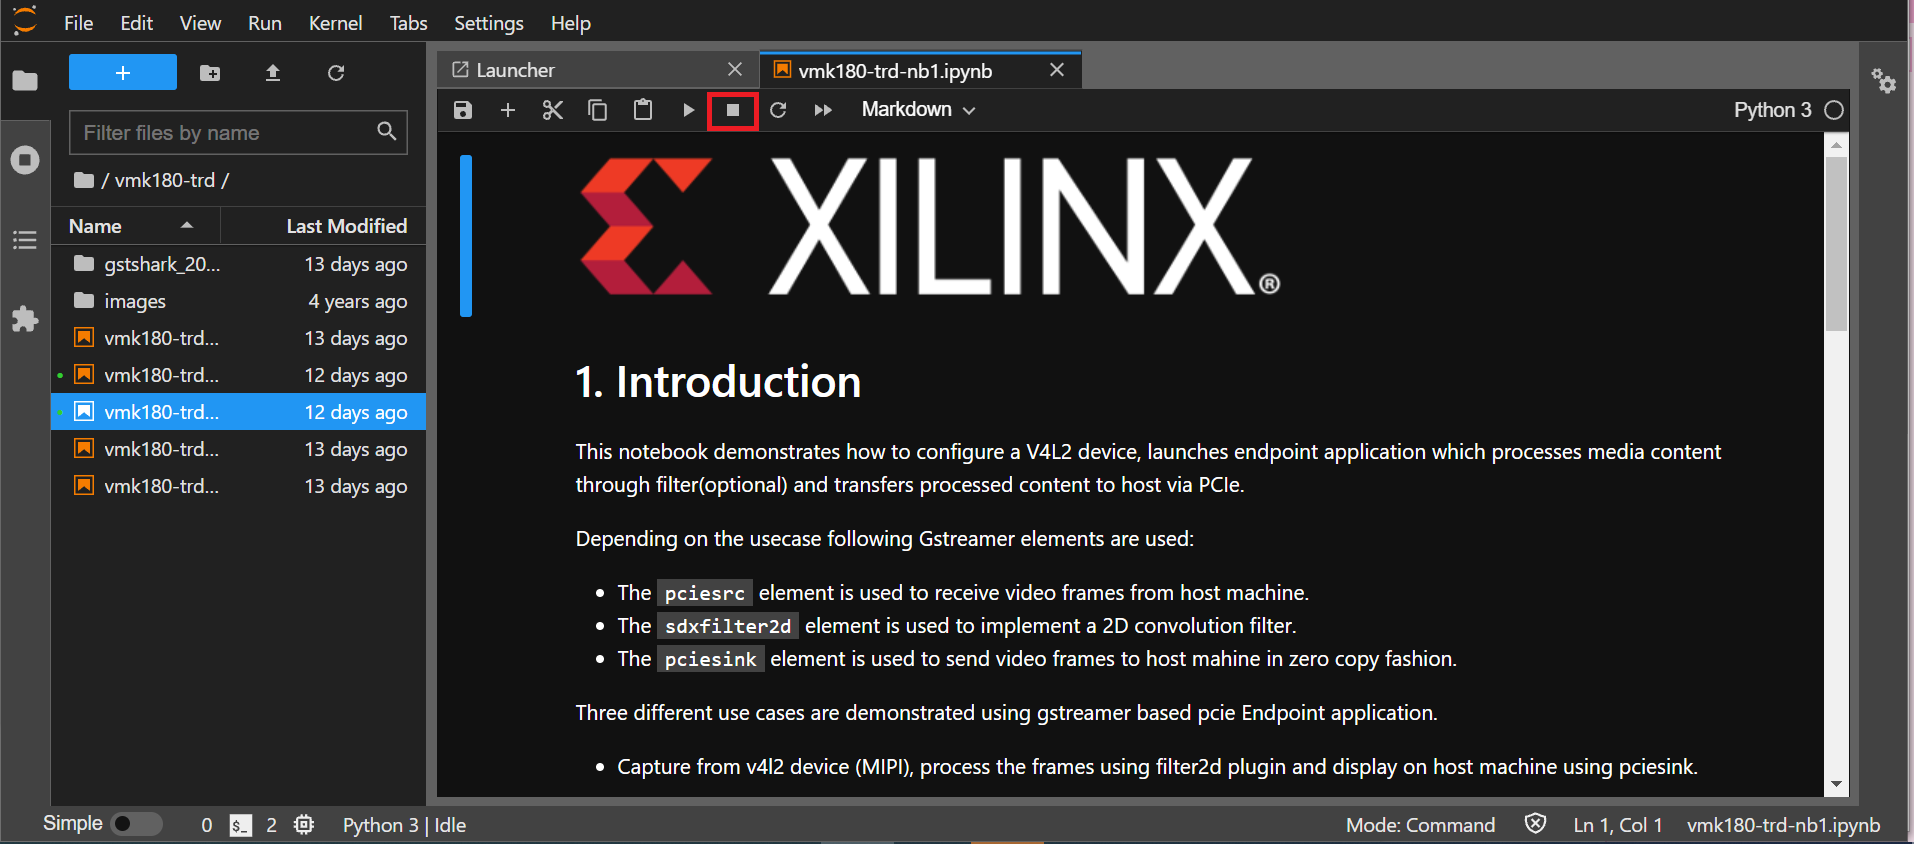 File Edit View Run Kernel Tabs Settings Help
+
Filter files by name
/ vmk180-trd /
Name Last Modified
gstshark_20... 13 days ago
images 4 years ago
vmk180-trd... 13 days ago
vmk180-trd... 12 days ago
vmk180-trd... 12 days ago
vmk180-trd... 13 days ago
vmk180-trd... 13 days ago
Launcher vmk180-trd-nb1.ipynb
Markdown Python 3
XILINX®
1. Introduction
This notebook demonstrates how to configure a V4L2 device, launches endpoint application which processes media content
through filter(optional) and transfers processed content to host via PCIe.
Depending on the usecase following Gstreamer elements are used:
• The pciesrc element is used to receive video frames from host machine.
• The sdxfilter2d element is used to implement a 2D convolution filter.
• The pciesink element is used to send video frames to host mahine in zero copy fashion.
Three different use cases are demonstrated using gstreamer based pcie Endpoint application.
• Capture from v4l2 device (MIPI), process the frames using filter2d plugin and display on host machine using pciesink.
Simple 0 $_ 2 Python 3 | Idle Mode: Command Ln 1, Col 1 vmk180-trd-nb1.ipynb